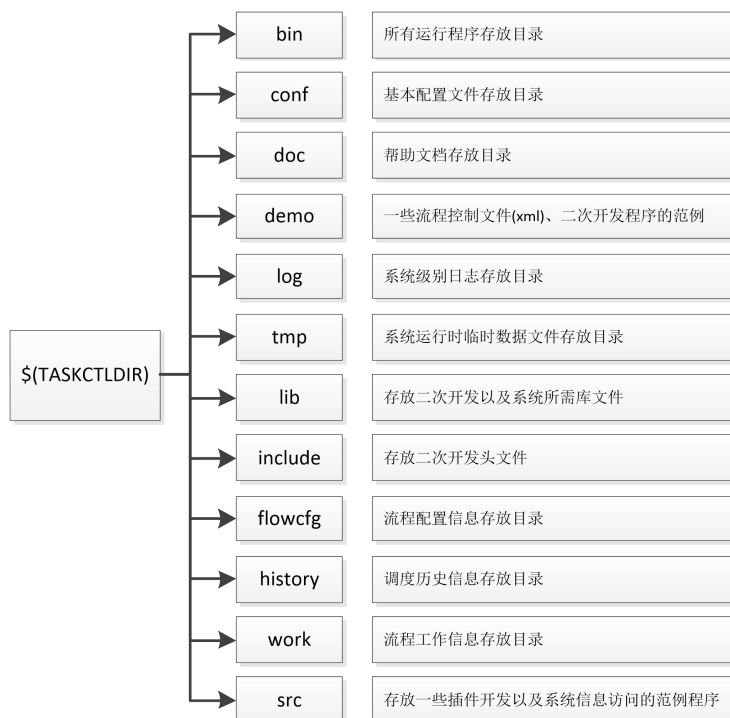 $(TASKCTLDIR)
bin 所有运行程序存放目录
conf 基本配置文件存放目录
doc 帮助文档存放目录
demo 一些流程控制文件(xml)、二次开发程序的范例
log 系统级别日志存放目录
tmp 系统运行时临时数据文件存放目录
lib 存放二次开发以及系统所需库文件
include 存放二次开发头文件
flowcfg 流程配置信息存放目录
history 调度历史信息存放目录
work 流程工作信息存放目录
src 存放一些插件开发以及系统信息访问的范例程序